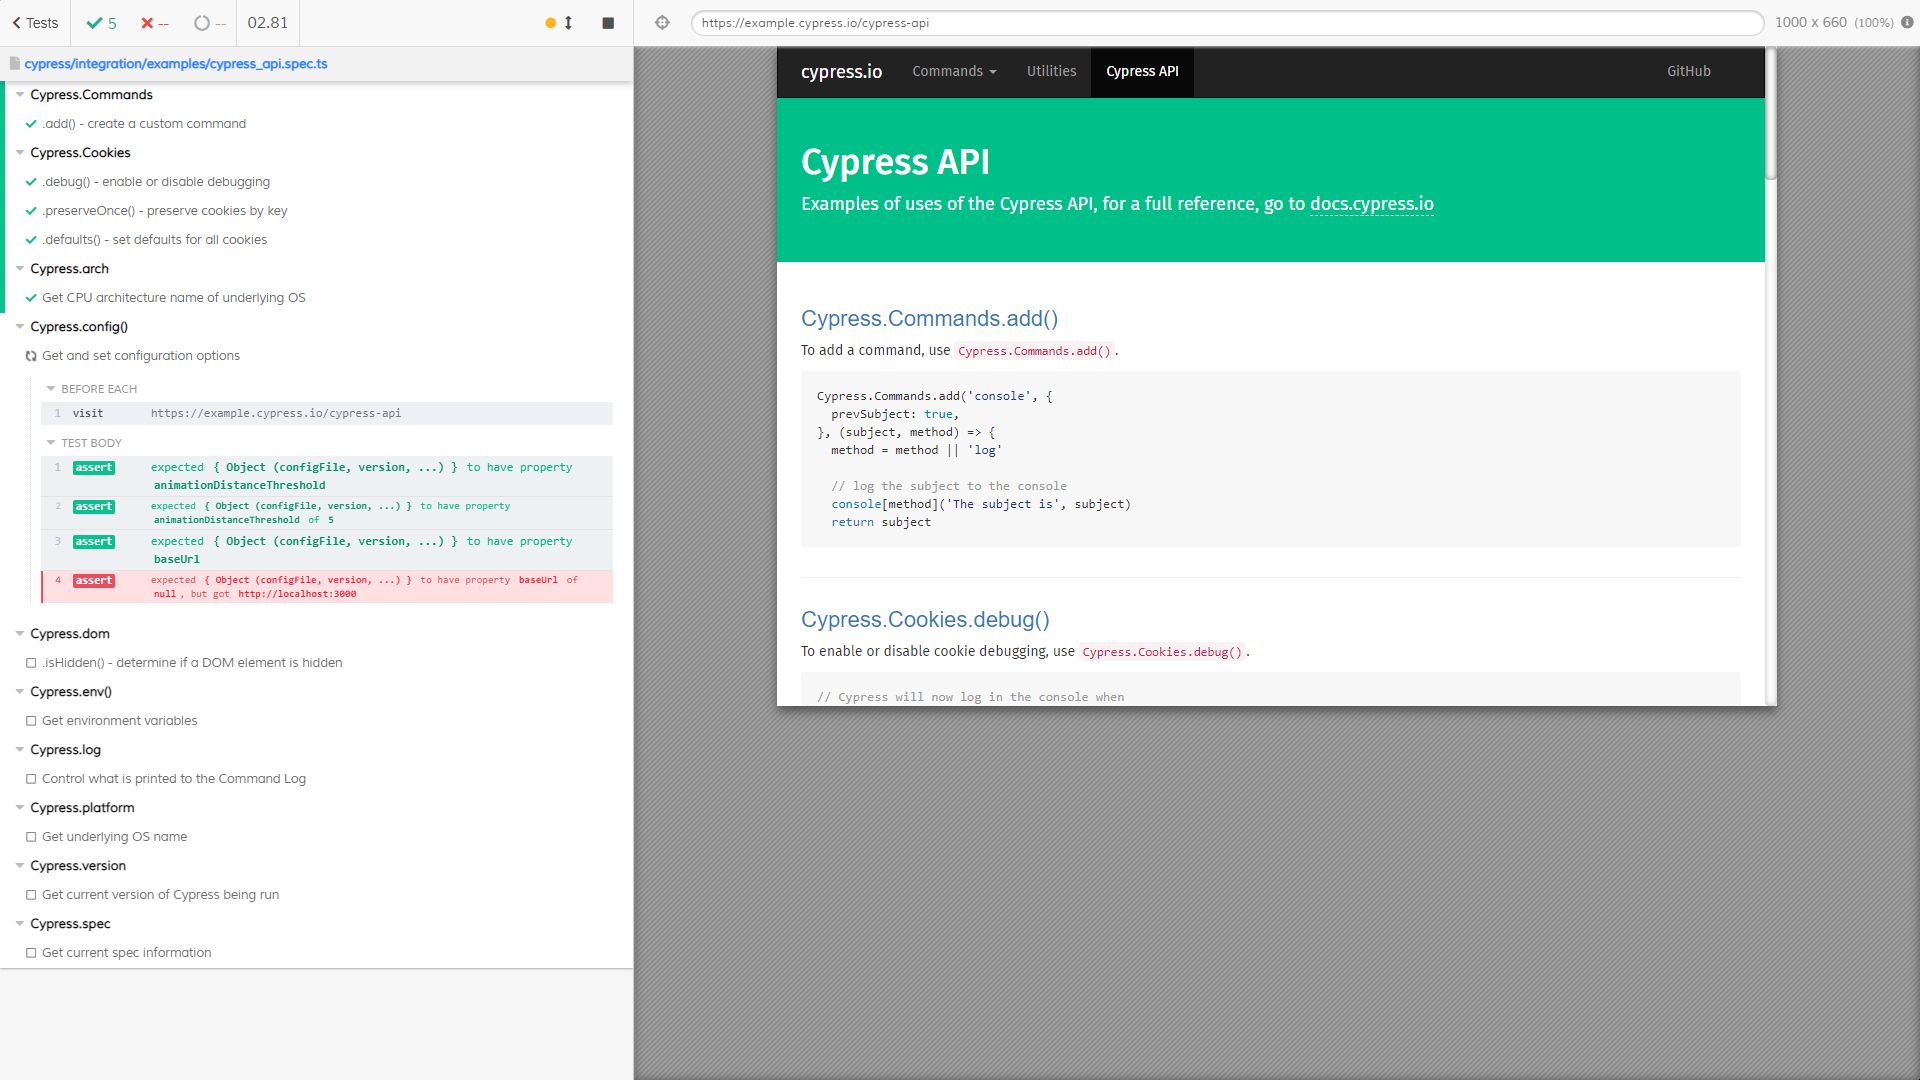 Tests
5
--
--
02.81
https://example.cypress.io/cypress-api
1000 x 660 (100%)
cypress/integration/examples/cypress_api.spec.ts
Cypress.Commands
.add() - create a custom command
Cypress.Cookies
.debug() - enable or disable debugging
.preserveOnce() - preserve cookies by key
.defaults() - set defaults for all cookies
Cypress.arch
Get CPU architecture name of underlying OS
Cypress.config()
Get and set configuration options
BEFORE EACH
1 visit https://example.cypress.io/cypress-api
TEST BODY
1 assert expected { Object (configFile, version, ...) } to have property
animationDistanceThreshold
2 assert expected { Object (configFile, version, ...) } to have property
animationDistanceThreshold of 5
3 assert expected { Object (configFile, version, ...) } to have property
baseUrl
4 assert expected { Object (configFile, version, ...) } to have property baseUrl of
null, but got http://localhost:3000
Cypress.dom
.isHidden() - determine if a DOM element is hidden
Cypress.env()
Get environment variables
Cypress.log
Control what is printed to the Command Log
Cypress.platform
Get underlying OS name
Cypress.version
Get current version of Cypress being run
Cypress.spec
Get current spec information
cypress.io Commands Utilities Cypress API GitHub
Cypress API
Examples of uses of the Cypress API, for a full reference, go to docs.cypress.io
Cypress.Commands.add()
To add a command, use Cypress.Commands.add().
Cypress.Commands.add('console', {
prevSubject: true,
}, (subject, method) => {
method = method || 'log'
// log the subject to the console
console[method]('The subject is', subject)
return subject
Cypress.Cookies.debug()
To enable or disable cookie debugging, use Cypress.Cookies.debug().
// Cypress will now log in the console when